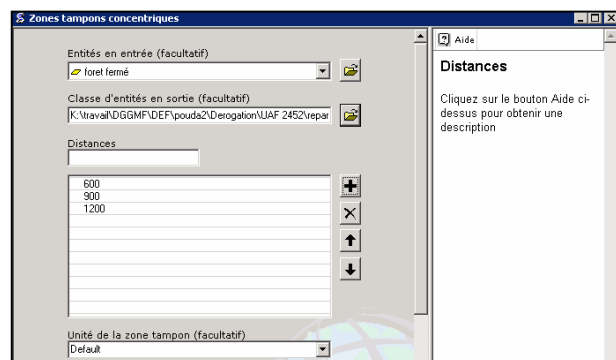 Zones tampons concentriques
Entités en entrée (facultatif)
foret fermé
Classe d'entités en sortie (facultatif)
K:\travail\DGGMF\DEF\pouda2\Derogation\UAF 2452\repar
Distances
600
900
1200
Unité de la zone tampon (facultatif)
Default
Aide
Distances
Cliquez sur le bouton Aide ci-
dessus pour obtenir une
description